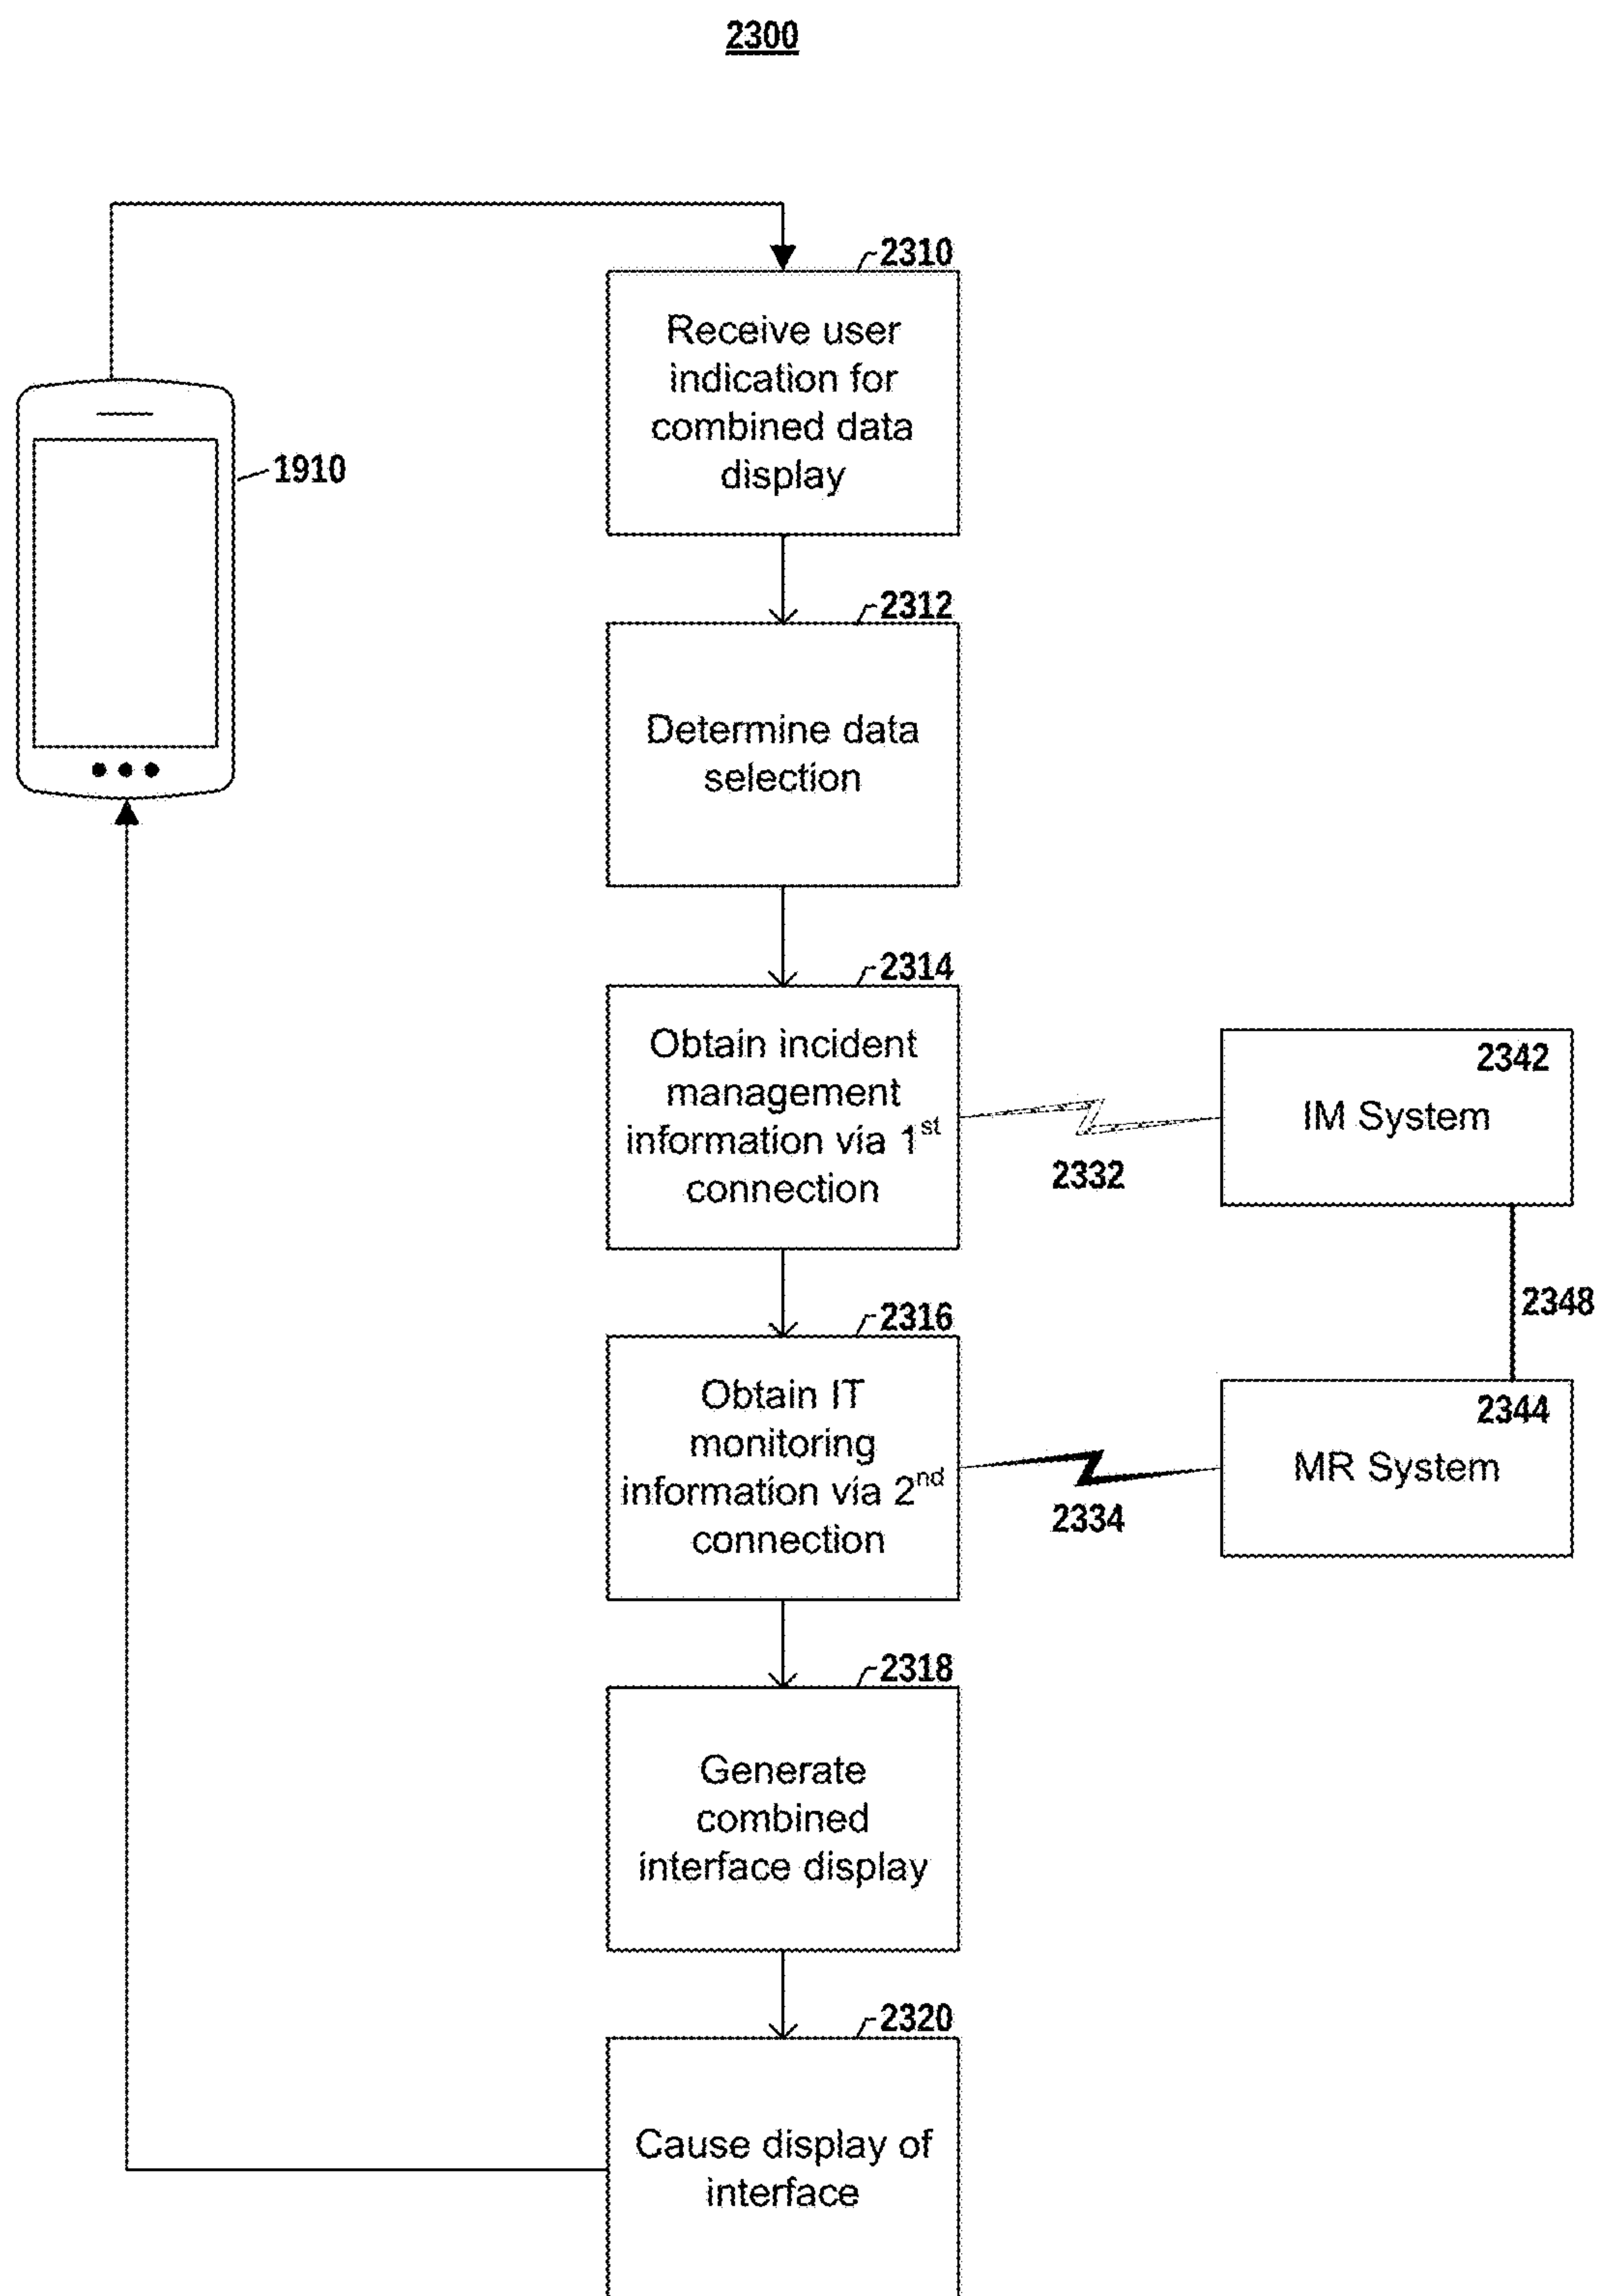 2300
2310
Receive user
indication for
combined data
display
1910
2312
Determine data
selection
2314
Obtain incident
management
information via 1st
connection
2332
2342
IM System
2348
2316
Obtain IT
monitoring
information via 2nd
connection
2334
2344
MR System
2318
Generate
combined
interface display
2320
Cause display of
interface